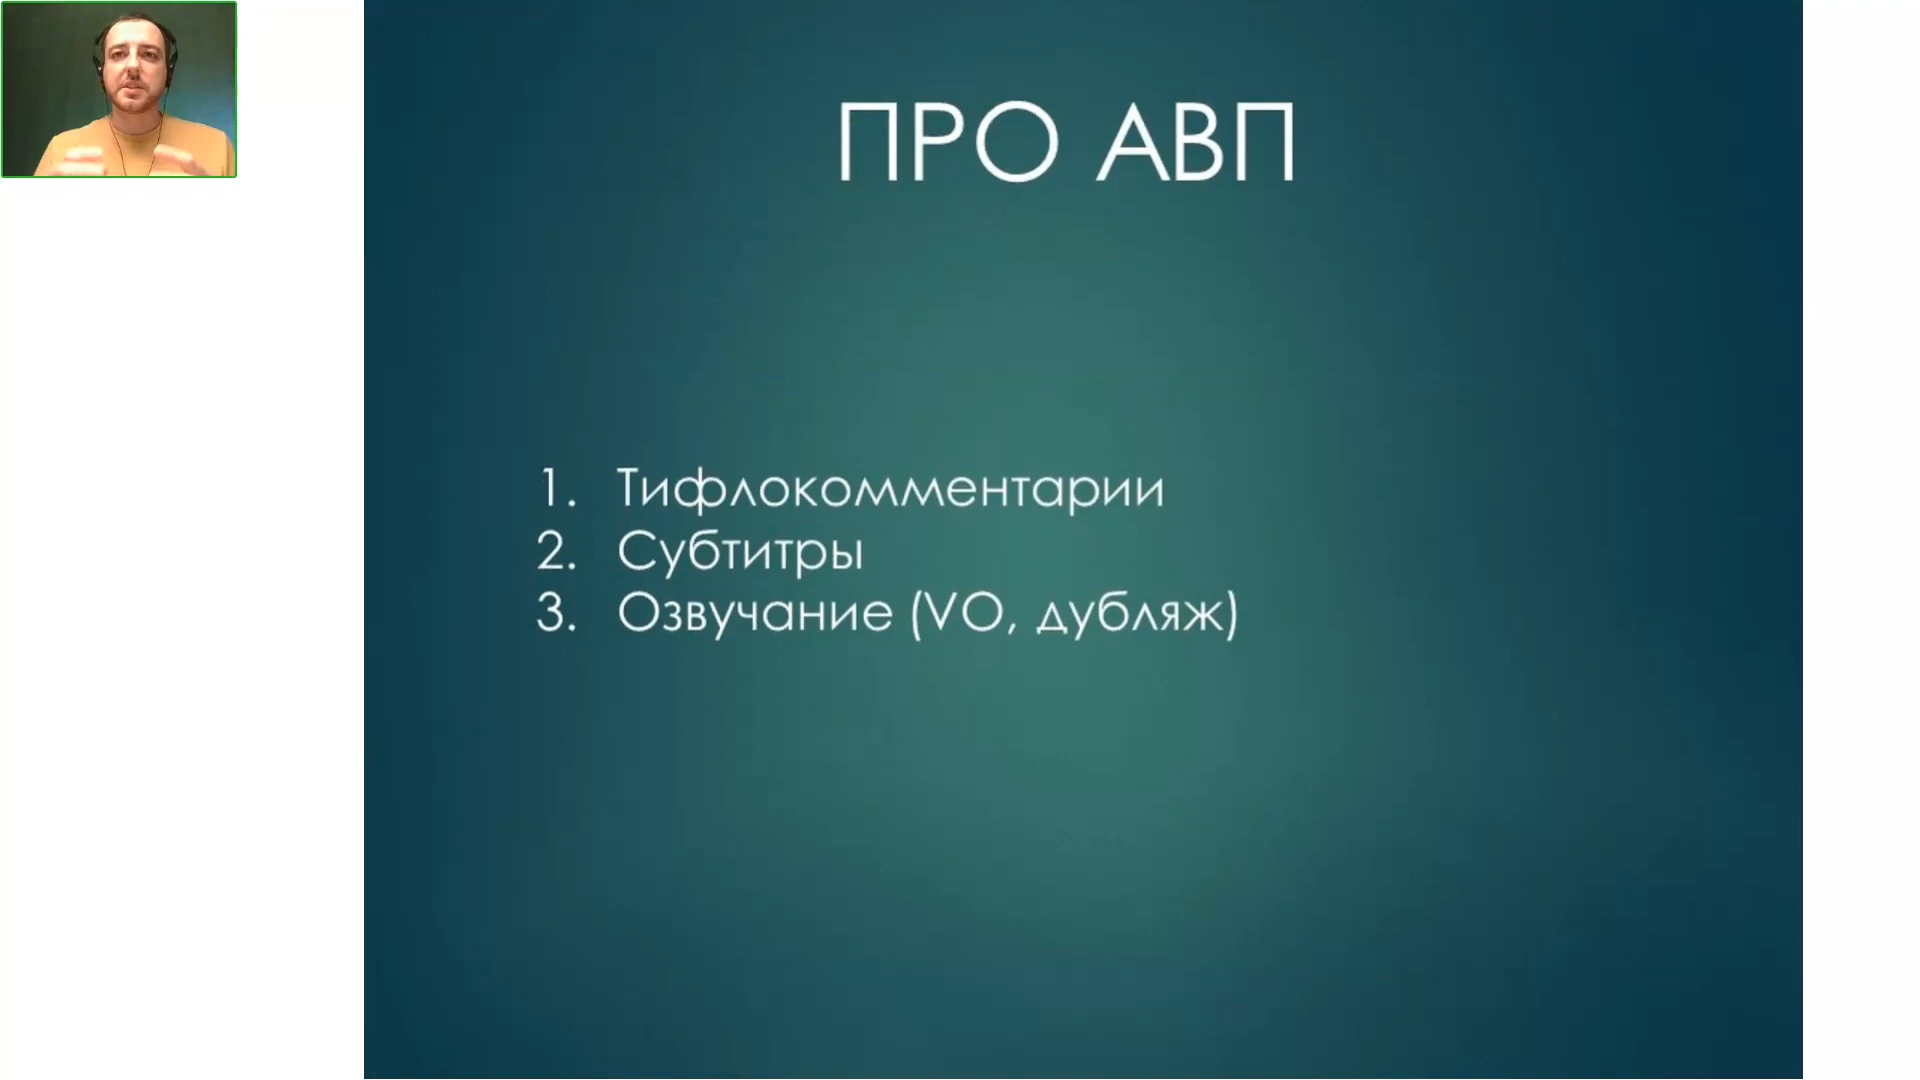 ПРО АВП
1. Тифлокомментарии
2. Субтитры
3. Озвучание (VO, дубляж)